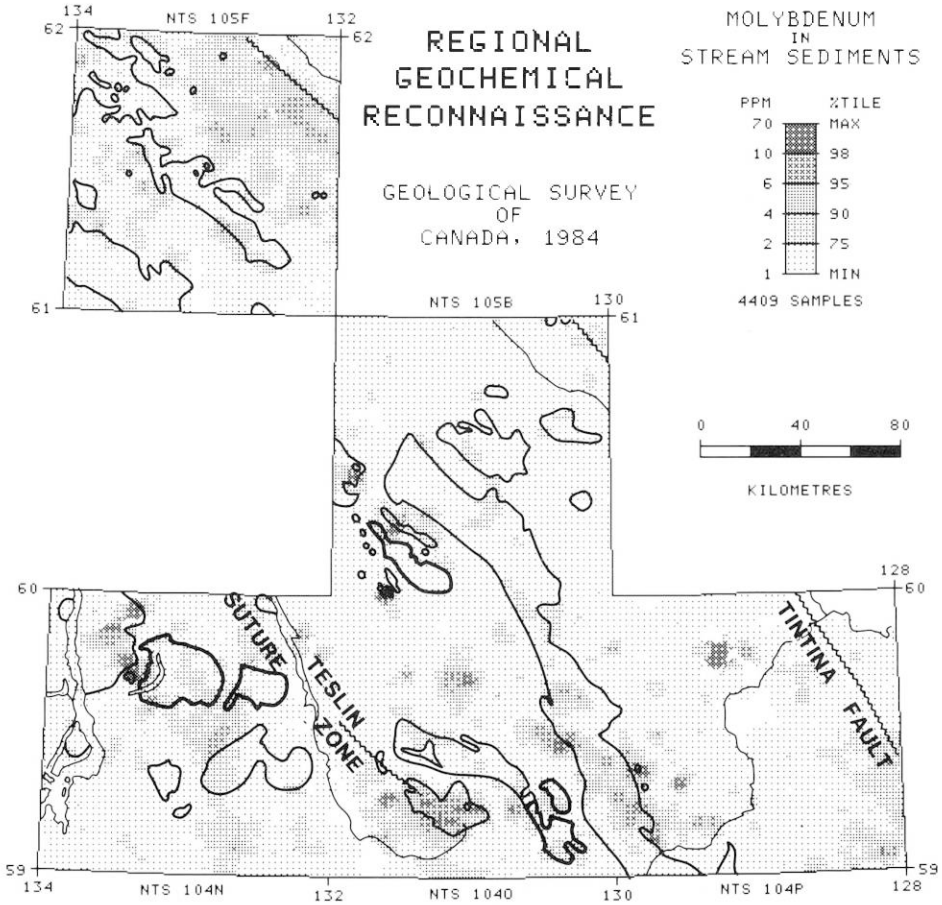 134
NTS 105F
132
62
62
REGIONAL
GEOCHEMICAL
RECONNAISSANCE
GEOLOGICAL SURVEY
OF
CANADA, 1984
MOLYBDENUM
IN
STREAM SEDIMENTS
PPM %TILE
70 MAX
10 98
6 95
4 90
2 75
1 MIN
4409 SAMPLES
61
NTS 105B
130
61
0 40 80
KILOMETRES
60
128
60
SUTURE
TESLIN
ZONE
TINTINA
FAULT
59
59
134
NTS 104N
132
NTS 104O
130
NTS 104P
128